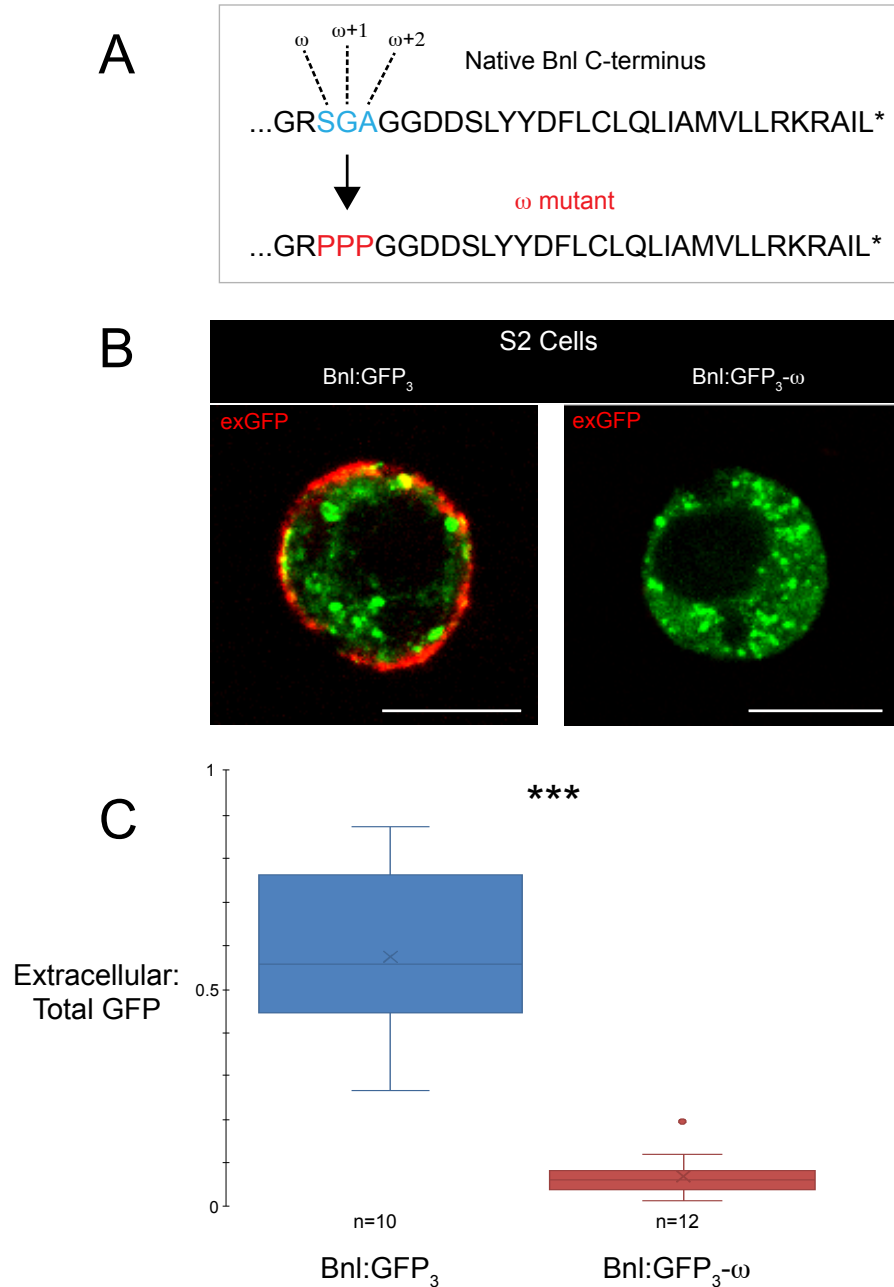 A
ω
ω+1
ω+2
Native Bnl C-terminus
...GRSGAGGDDSLYYDFLCLQLIAMVLLRKRAIL*
ω mutant
...GRPPPGGDDSLYYDFLCLQLIAMVLLRKRAIL*
B
S2 Cells
Bnl:GFP₃ Bnl:GFP₃-ω
exGFP exGFP
C
1
***
Extracellular:
Total GFP
0.5
0
n=10 n=12
Bnl:GFP₃ Bnl:GFP₃-ω